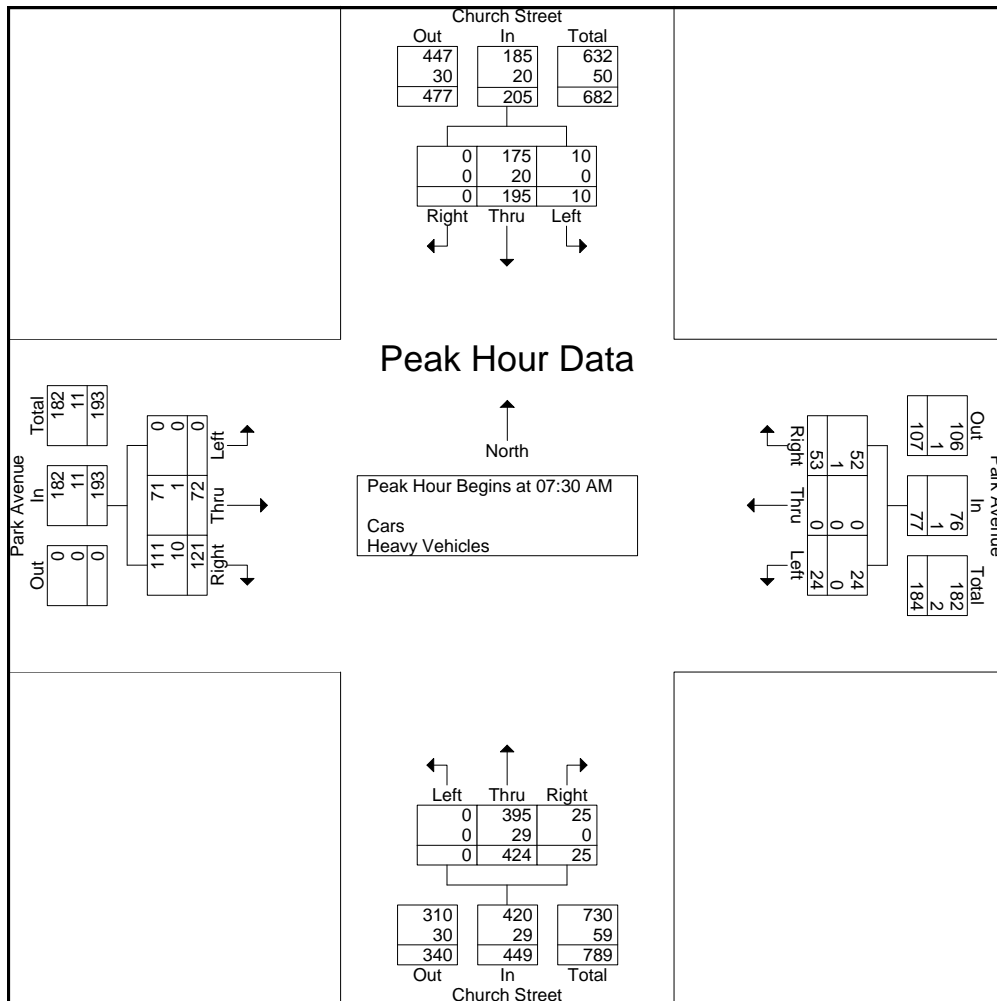 Church Street
Out In Total
447 185 632
30 20 50
477 205 682
0 175 10
0 20 0
0 195 10
Right Thru Left
Peak Hour Data
North
Peak Hour Begins at 07:30 AM
Cars
Heavy Vehicles
Park Avenue
Out In Total
0 182 182
0 11 11
0 193 193
111 71 0
10 1 0
121 72 0
Right Thru Left
Park Avenue
Out In Total
106 76 182
1 1 2
107 77 184
52 0 24
1 0 0
53 0 24
Right Thru Left
Left Thru Right
0 395 25
0 29 0
0 424 25
310 420 730
30 29 59
340 449 789
Out In Total
Church Street